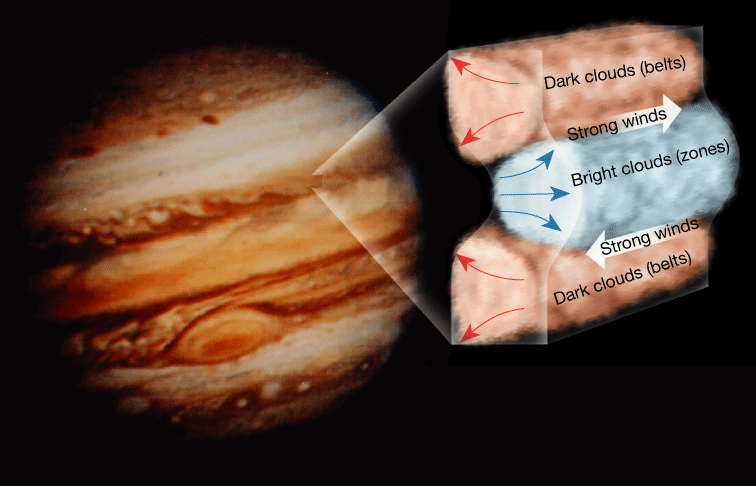 Dark clouds (belts)
Strong winds
Bright clouds (zones)
Strong winds
Dark clouds (belts)